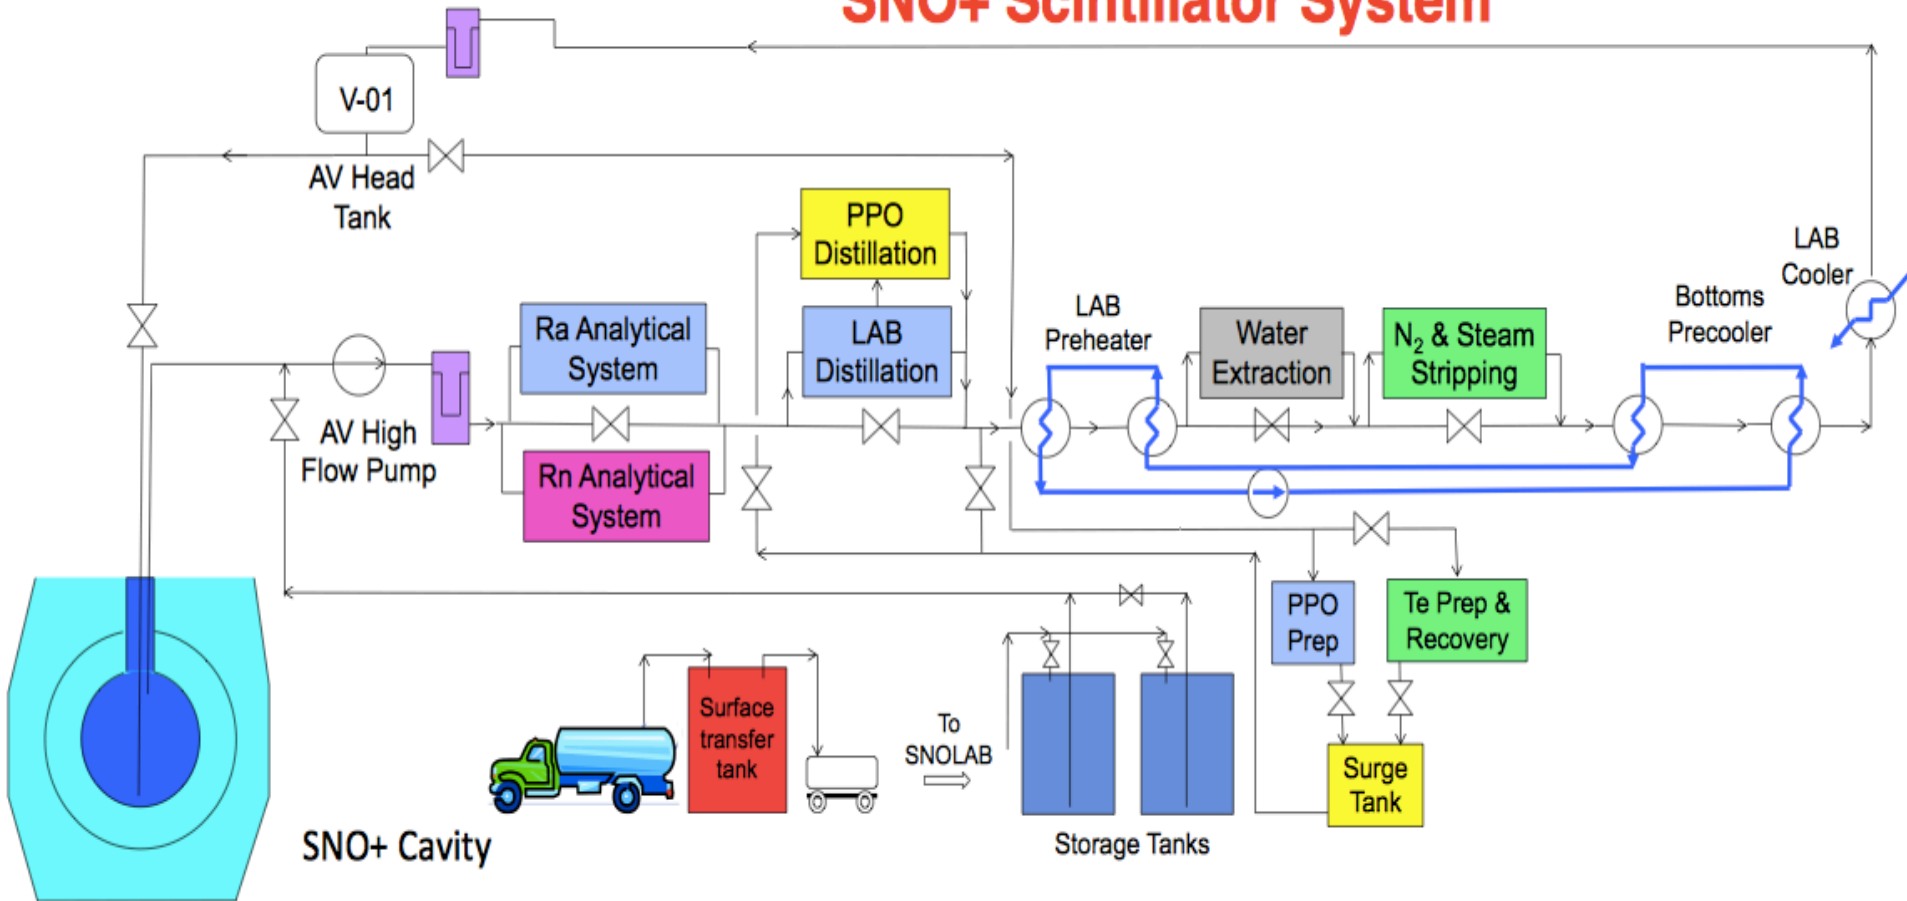 SNO+ Scintillator System
V-01
AV Head
Tank
PPO
Distillation
LAB
Cooler
Bottoms
Precooler
LAB
Preheater
Ra Analytical
System
LAB
Distillation
Water
Extraction
N₂ & Steam
Stripping
AV High
Flow Pump
Rn Analytical
System
PPO
Prep
Te Prep &
Recovery
Surface
transfer
tank
To
SNOLAB
Surge
Tank
SNO+ Cavity
Storage Tanks